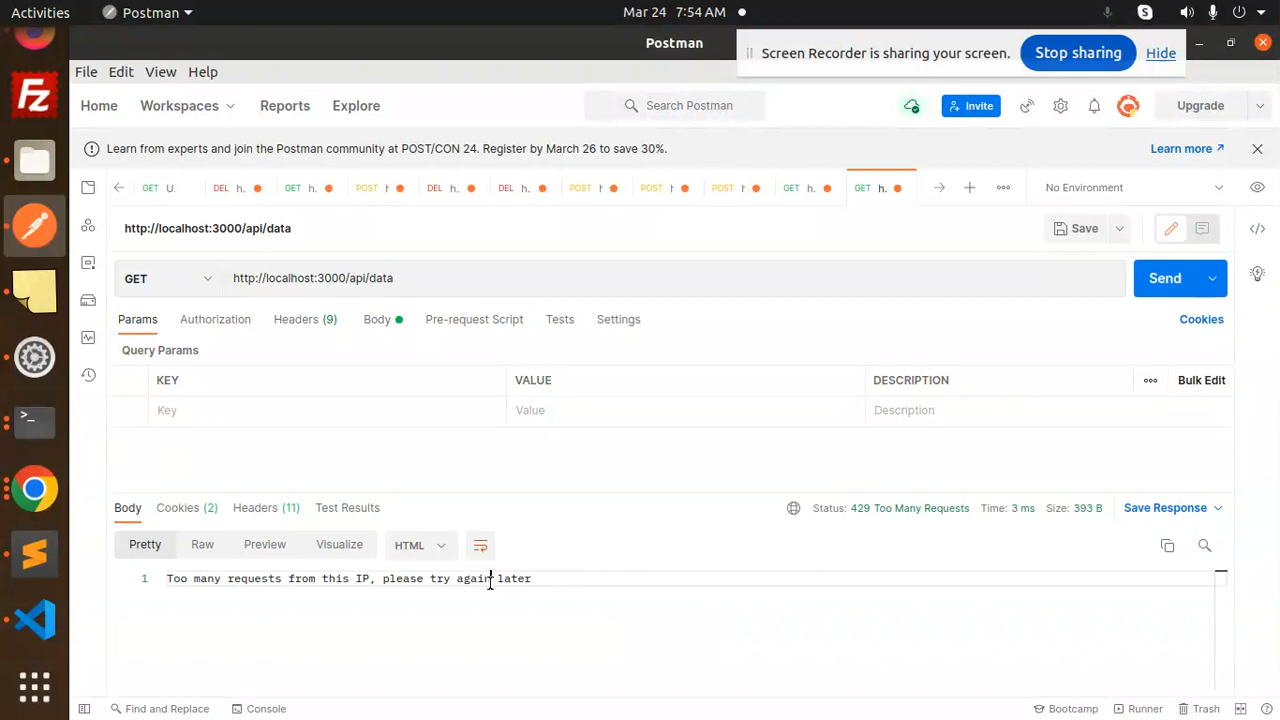 Activities Postman Mar 24 7:54 AM
Postman
Screen Recorder is sharing your screen. Stop sharing Hide
File Edit View Help
Home Workspaces Reports Explore Search Postman Invite Upgrade
Learn from experts and join the Postman community at POST/CON 24. Register by March 26 to save 30%. Learn more
GET U. DEL h. GET h. POST h DEL h. DEL h. POST h POST h POST h GET h. GET h. No Environment
http://localhost:3000/api/data Save
GET http://localhost:3000/api/data Send
Params Authorization Headers (9) Body Pre-request Script Tests Settings Cookies
Query Params
KEY VALUE DESCRIPTION Bulk Edit
Key Value Description
Body Cookies (2) Headers (11) Test Results Status: 429 Too Many Requests Time: 3 ms Size: 393 B Save Response
Pretty Raw Preview Visualize HTML
1 Too many requests from this IP, please try again later
Find and Replace Console Bootcamp Runner Trash